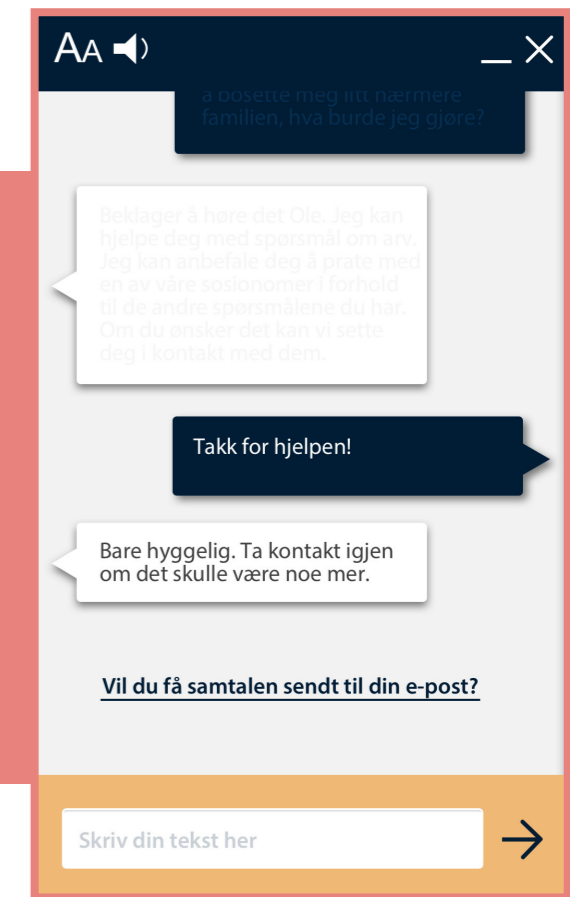 AA
å bosette meg litt nærmere
familien, hva burde jeg gjøre?
Beklager å høre det Ole. Jeg kan
hjelpe deg med spørsmål om arv.
Jeg kan anbefale deg å prate med
en av våre sosionomer i forhold
til de andre spørsmålene du har.
Om du ønsker det kan vi sette
deg i kontakt med dem.
Takk for hjelpen!
Bare hyggelig. Ta kontakt igjen
om det skulle være noe mer.
Vil du få samtalen sendt til din e-post?
Skriv din tekst her